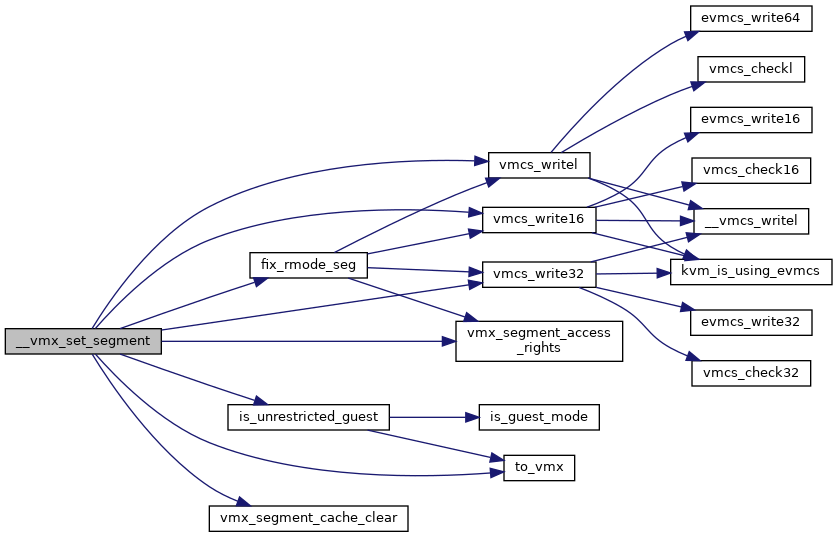 evmcs_write64
vmcs_checkl
evmcs_write16
vmcs_writel
vmcs_check16
vmcs_write16
__vmcs_writel
fix_rmode_seg
vmcs_write32
kvm_is_using_evmcs
evmcs_write32
__vmx_set_segment
vmx_segment_access
_rights
vmcs_check32
is_unrestricted_guest
is_guest_mode
to_vmx
vmx_segment_cache_clear